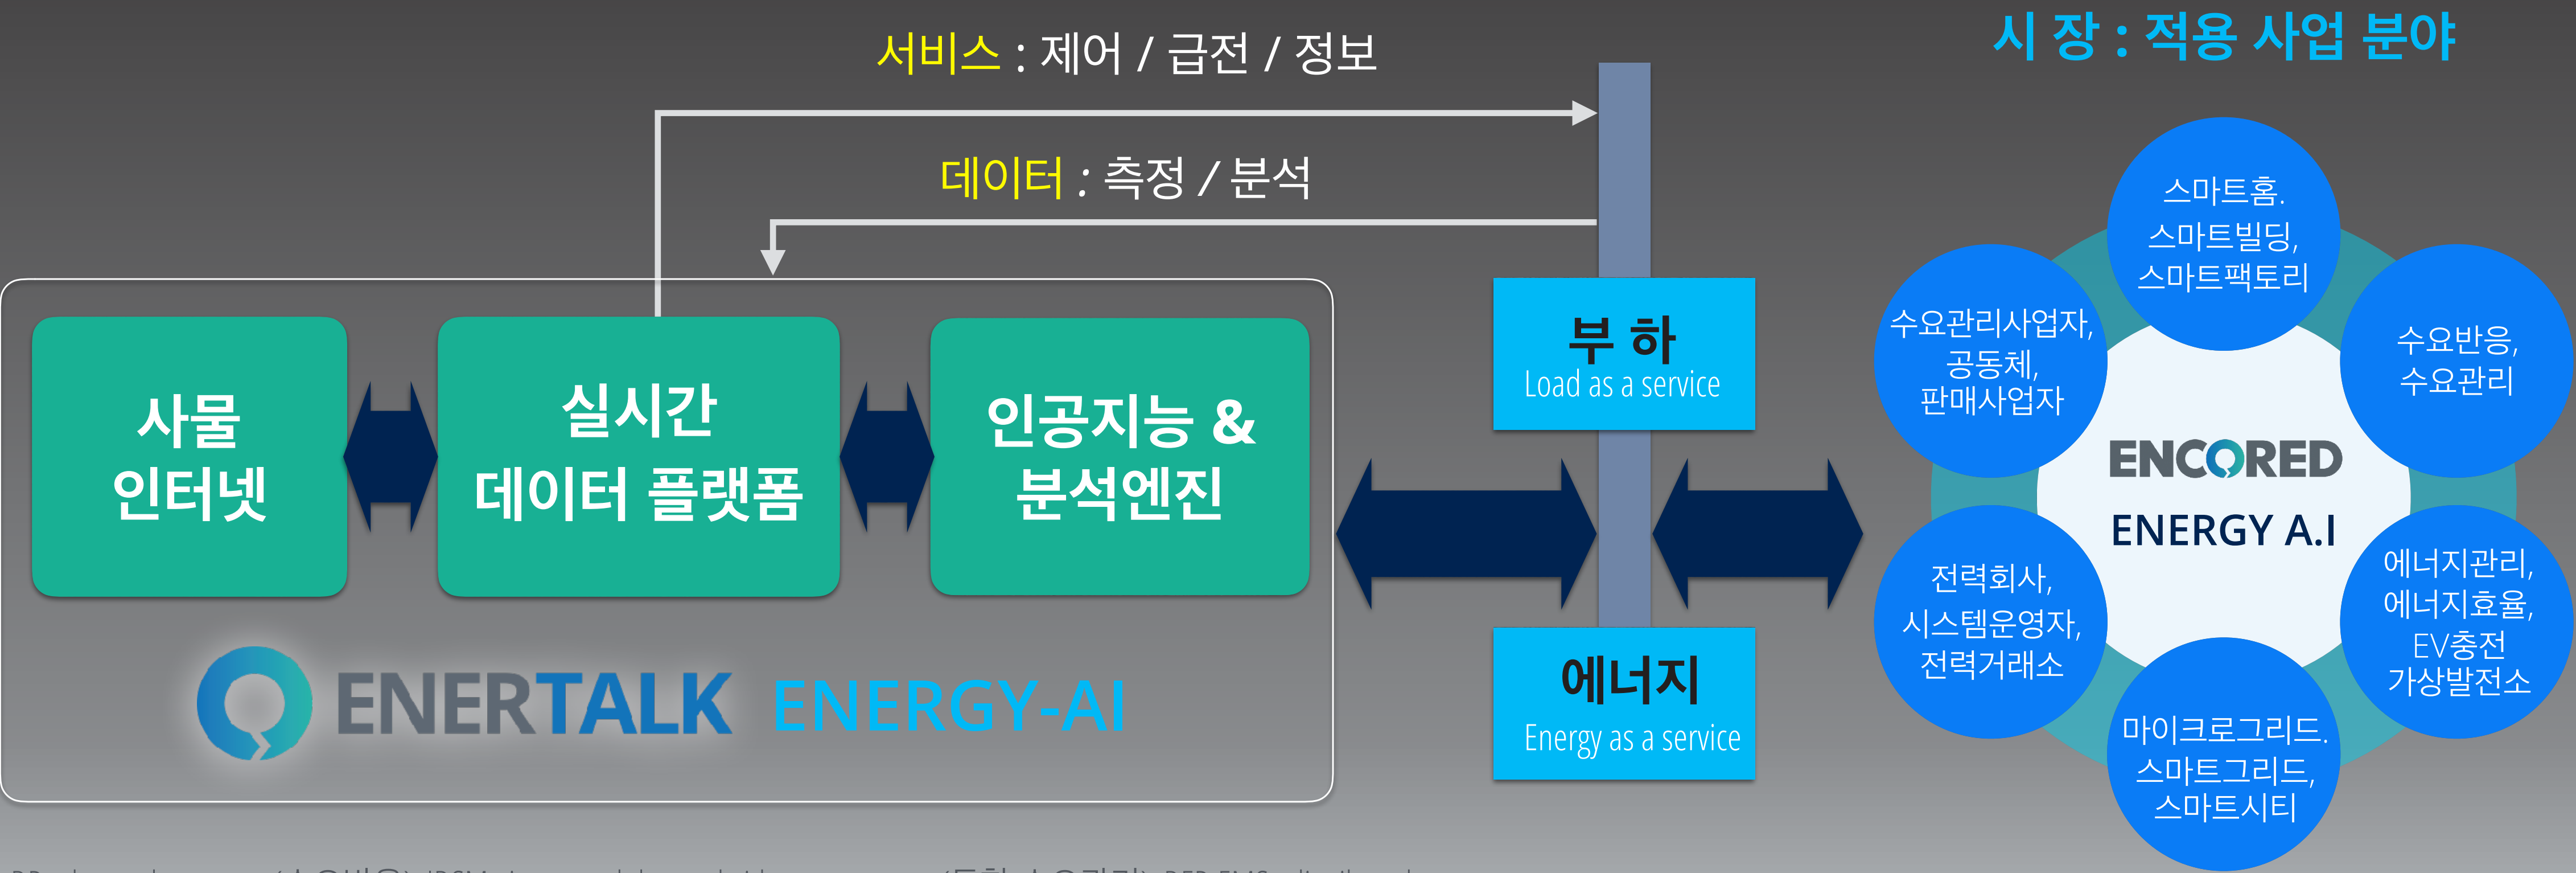 시 장 : 적용 사업 분야
서비스 : 제어 / 급전 / 정보
데이터 : 측정 / 분석
사물
인터넷
실시간
데이터 플랫폼
인공지능 &
분석엔진
ENERTALK ENERGY-AI
부 하
Load as a service
에너지
Energy as a service
스마트홈.
스마트빌딩,
스마트팩토리
수요반응,
수요관리
에너지관리,
에너지효율,
EV충전
가상발전소
마이크로그리드.
스마트그리드,
스마트시티
전력회사,
시스템운영자,
전력거래소
수요관리사업자,
공동체,
판매사업자
ENCORED
ENERGY A.I